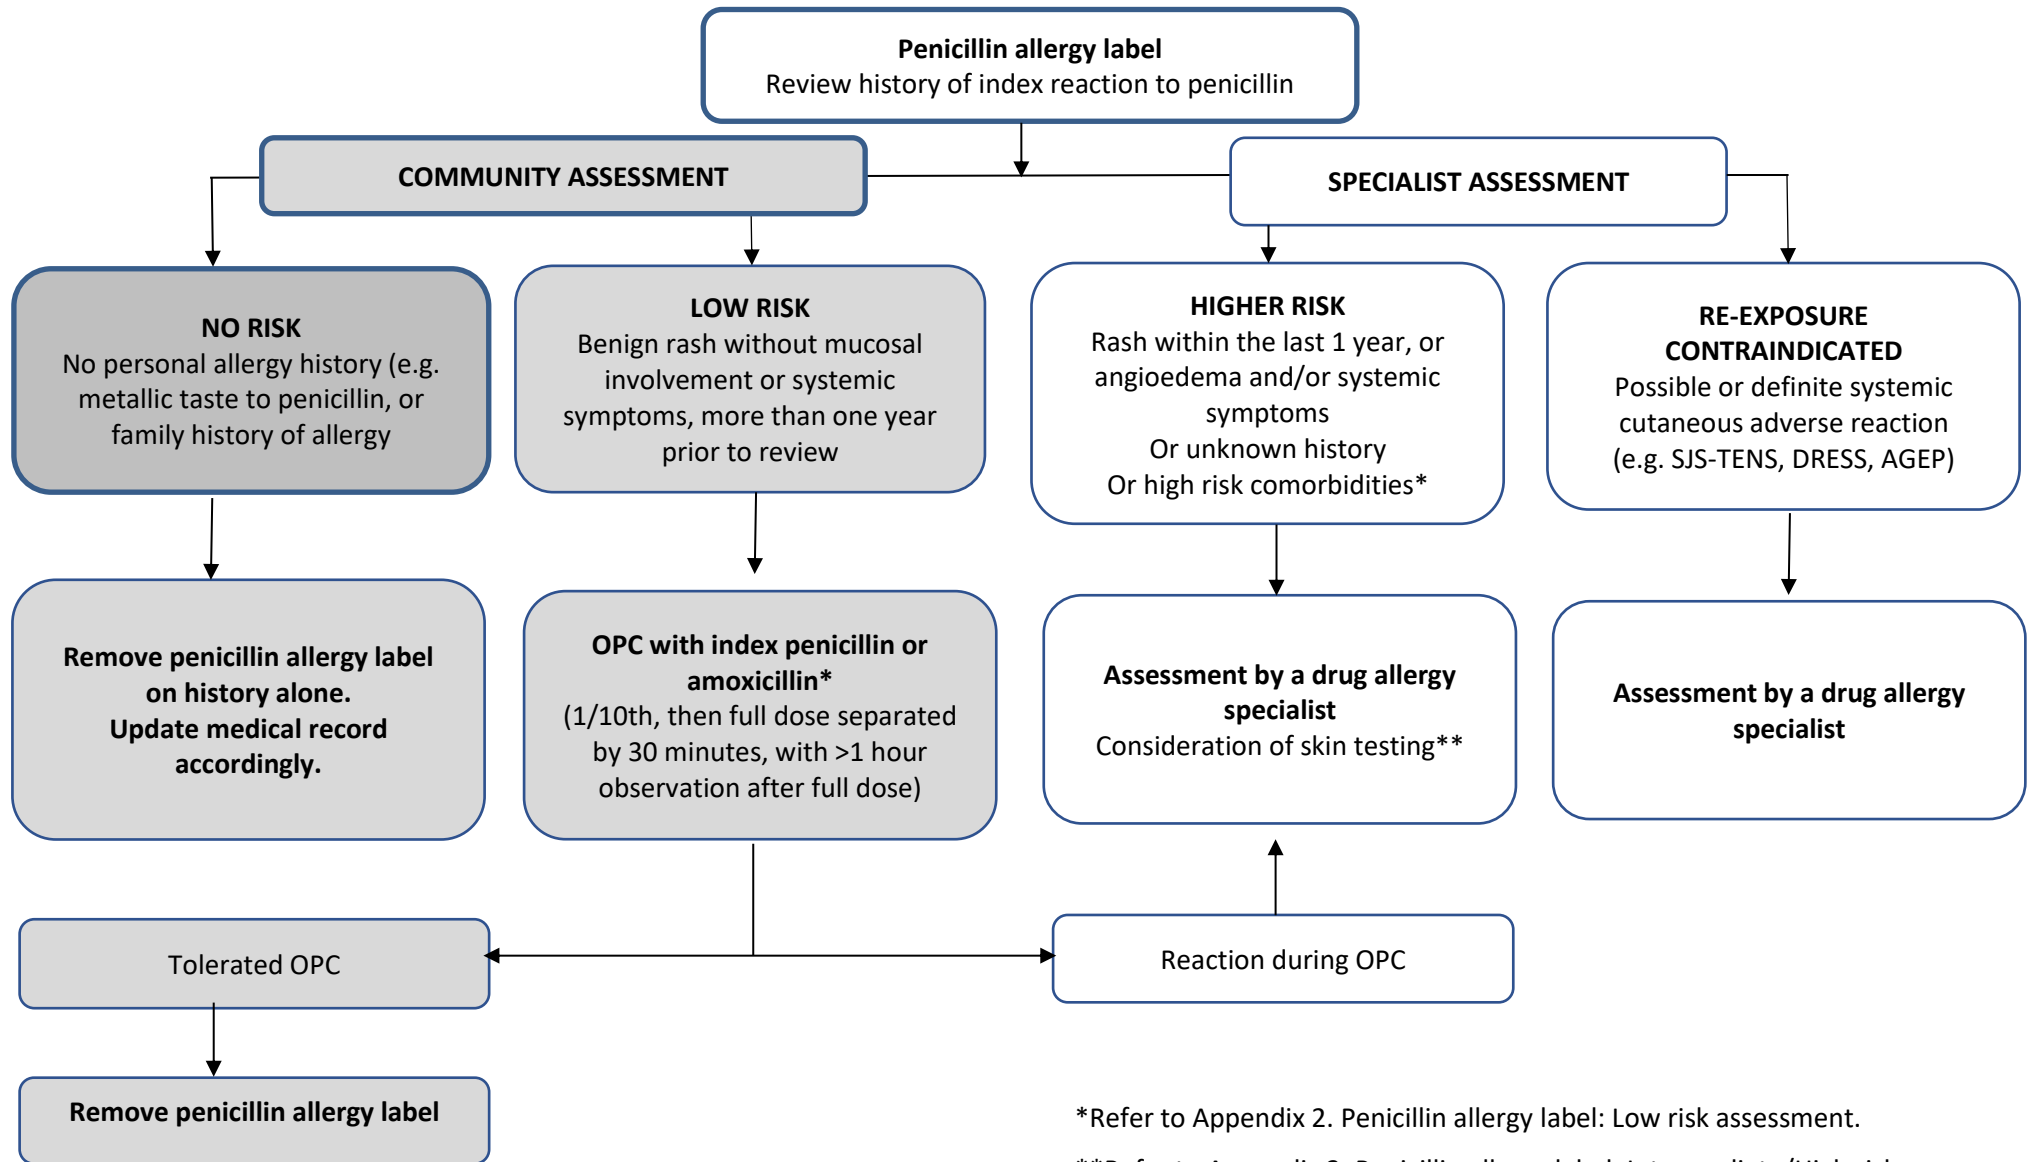 Penicillin allergy label
Review history of index reaction to penicillin
COMMUNITY ASSESSMENT
SPECIALIST ASSESSMENT
NO RISK
No personal allergy history (e.g.
metallic taste to penicillin, or
family history of allergy
LOW RISK
Benign rash without mucosal
involvement or systemic
symptoms, more than one year
prior to review
HIGHER RISK
Rash within the last 1 year, or
angioedema and/or systemic
symptoms
Or unknown history
Or high risk comorbidities*
RE-EXPOSURE
CONTRAINDICATED
Possible or definite systemic
cutaneous adverse reaction
(e.g. SJS-TENS, DRESS, AGEP)
Remove penicillin allergy label
on history alone.
Update medical record
accordingly.
OPC with index penicillin or
amoxicillin*
(1/10th, then full dose separated
by 30 minutes, with >1 hour
observation after full dose)
Assessment by a drug allergy
specialist
Consideration of skin testing**
Assessment by a drug allergy
specialist
Tolerated OPC
Reaction during OPC
Remove penicillin allergy label
*Refer to Appendix 2. Penicillin allergy label: Low risk assessment.